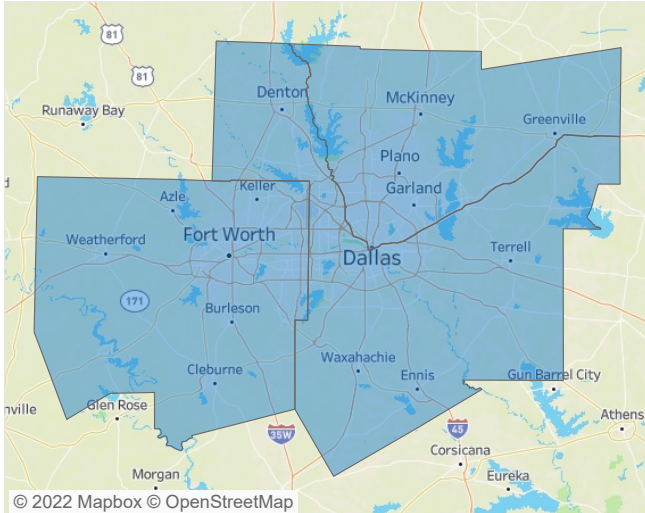 81
81
Runaway Bay
Denton
McKinney
Greenville
Plano
Keller
Garland
Azle
Weatherford
Fort Worth
Dallas
Terrell
171
Burleson
Waxahachie
Cleburne
Ennis
Gun Barrel City
nville
Glen Rose
Athens
35W
45
Corsicana
Morgan
Eureka
© 2022 Mapbox © OpenStreetMap